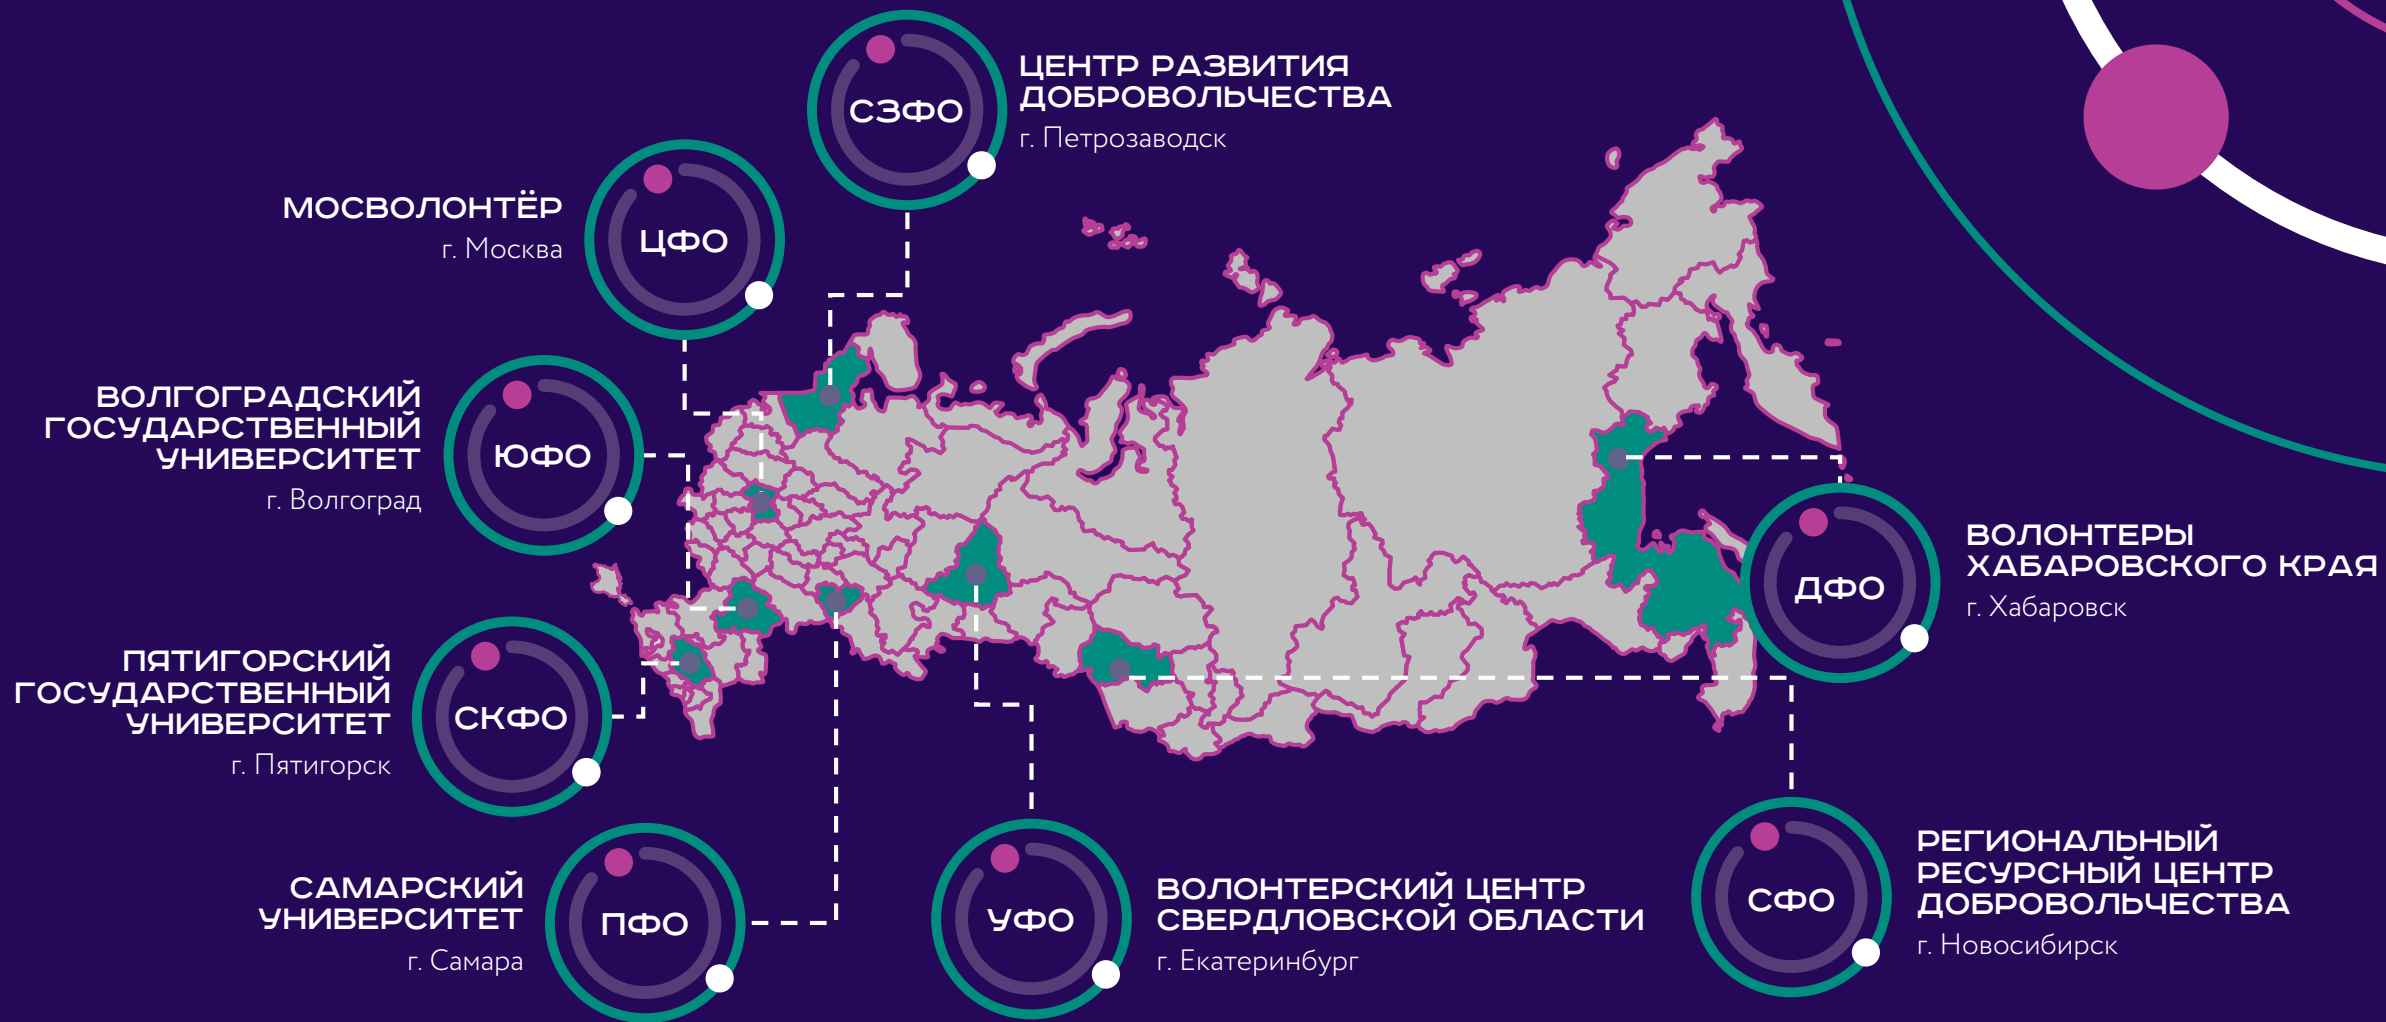 СЗФО
ЦЕНТР РАЗВИТИЯ
ДОБРОВОЛЬЧЕСТВА
г. Петрозаводск
МОСВОЛОНТЁР
г. Москва
ЦФО
ВОЛГОГРАДСКИЙ
ГОСУДАРСТВЕННЫЙ
УНИВЕРСИТЕТ
г. Волгоград
ЮФО
ПЯТИГОРСКИЙ
ГОСУДАРСТВЕННЫЙ
УНИВЕРСИТЕТ
г. Пятигорск
СКФО
САМАРСКИЙ
УНИВЕРСИТЕТ
г. Самара
ПФО
УФО
ВОЛОНТЕРСКИЙ ЦЕНТР
СВЕРДЛОВСКОЙ ОБЛАСТИ
г. Екатеринбург
ДФО
ВОЛОНТЕРЫ
ХАБАРОВСКОГО КРАЯ
г. Хабаровск
СФО
РЕГИОНАЛЬНЫЙ
РЕСУРСНЫЙ ЦЕНТР
ДОБРОВОЛЬЧЕСТВА
г. Новосибирск